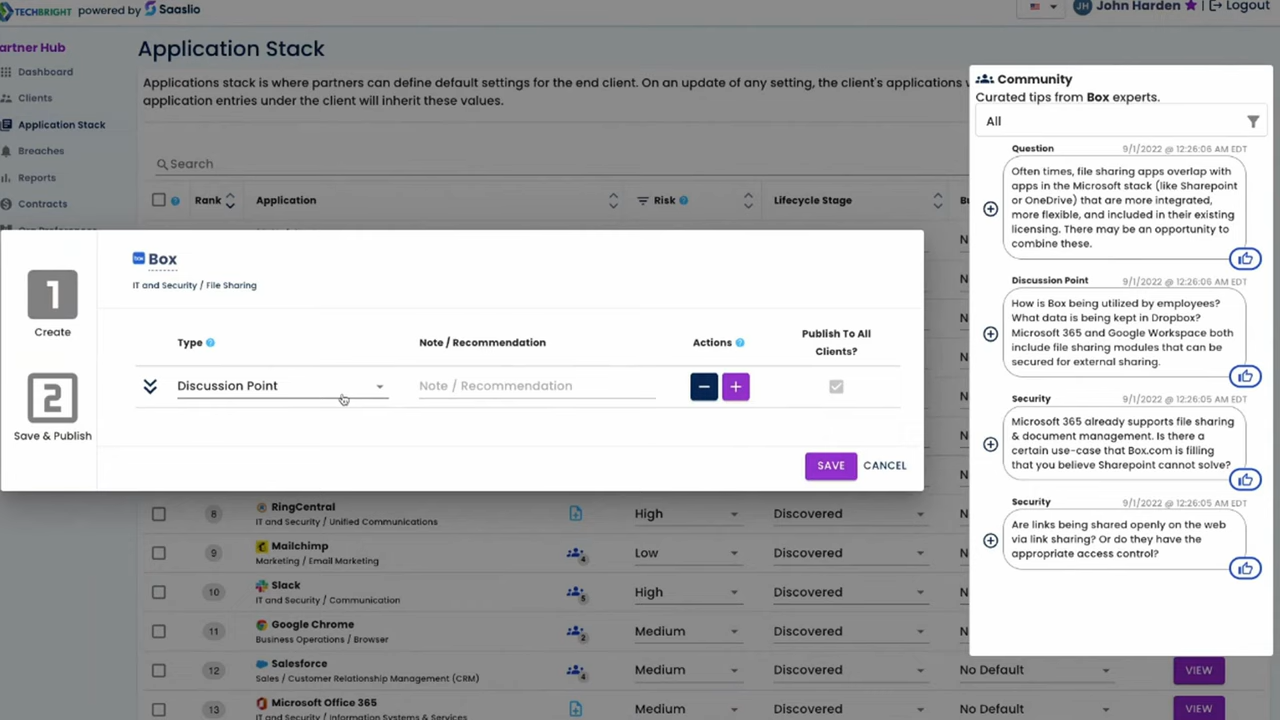 TECHBRIGHT powered by Saaslio
John Harden | Logout
artner Hub
Dashboard
Clients
Application Stack
Breaches
Reports
Contracts
Application Stack
Applications stack is where partners can define default settings for the end client. On an update of any setting, the client's applications
application entries under the client will inherit these values.
Search
Rank
Application
Risk
Lifecycle Stage
Bu
1
Create
2
Save & Publish
Box
IT and Security / File Sharing
Type
Note / Recommendation
Actions
Publish To All
Clients?
Discussion Point
Note / Recommendation
SAVE
CANCEL
8
RingCentral
IT and Security / Unified Communications
High
Discovered
9
Mailchimp
Marketing / Email Marketing
4
Low
Discovered
10
Slack
IT and Security / Communication
5
High
Discovered
11
Google Chrome
Business Operations / Browser
2
Medium
Discovered
12
Salesforce
Sales / Customer Relationship Management (CRM)
4
Medium
Discovered
No Default
VIEW
13
Microsoft Office 365
IT and Security / Information Systems & Services
Medium
Discovered
No Default
VIEW
Community
Curated tips from Box experts.
All
Question
9/1/2022 @ 12:26:06 AM EDT
Often times, file sharing apps overlap with
apps in the Microsoft stack (like Sharepoint
or OneDrive) that are more integrated,
more flexible, and included in their existing
licensing. There may be an opportunity to
combine these.
Discussion Point
9/1/2022 @ 12:26:06 AM EDT
How is Box being utilized by employees?
What data is being kept in Dropbox?
Microsoft 365 and Google Workspace both
include file sharing modules that can be
secured for external sharing.
Security
9/1/2022 @ 12:26:05 AM EDT
Microsoft 365 already supports file sharing
& document management. Is there a
certain use-case that Box.com is filling
that you believe Sharepoint cannot solve?
Security
9/1/2022 @ 12:26:05 AM EDT
Are links being shared openly on the web
via link sharing? Or do they have the
appropriate access control?